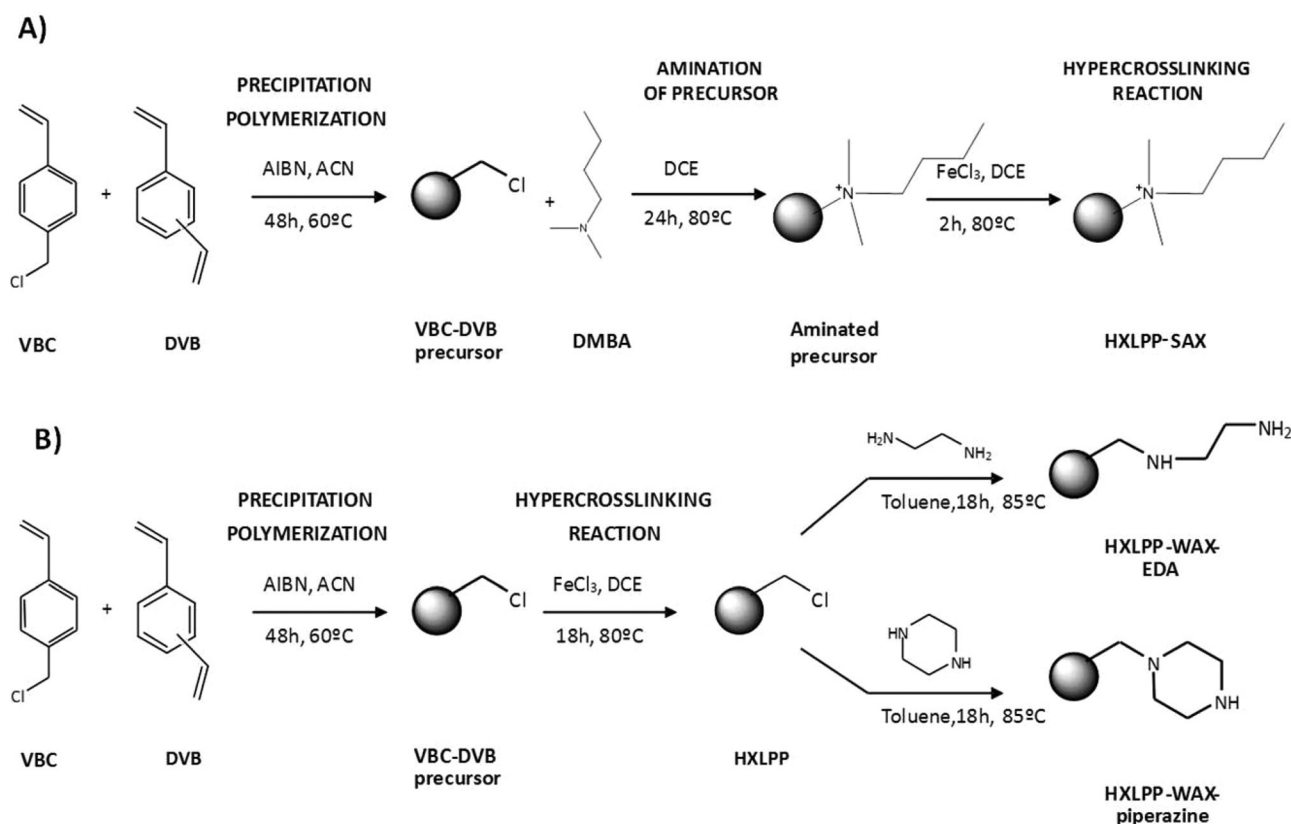 A)
PRECIPITATION
POLYMERIZATION
AIBN, ACN
48h, 60ºC
AMINATION
OF PRECURSOR
DCE
24h, 80ºC
HYPERCROSSLINKING
REACTION
FeCl₃, DCE
2h, 80ºC
Cl
+
Cl
+
N
N
+
N
+
VBC
DVB
VBC-DVB
precursor
DMBA
Aminated
precursor
HXLPP-SAX
B)
PRECIPITATION
POLYMERIZATION
AIBN, ACN
48h, 60ºC
HYPERCROSSLINKING
REACTION
FeCl₃, DCE
18h, 80ºC
H₂N
NH₂
Toluene,18h, 85ºC
NH
NH₂
HXLPP-WAX-
EDA
Cl
+
Cl
Cl
HN
NH
Toluene,18h, 85ºC
N
NH
VBC
DVB
VBC-DVB
precursor
HXLPP
HXLPP-WAX-
piperazine